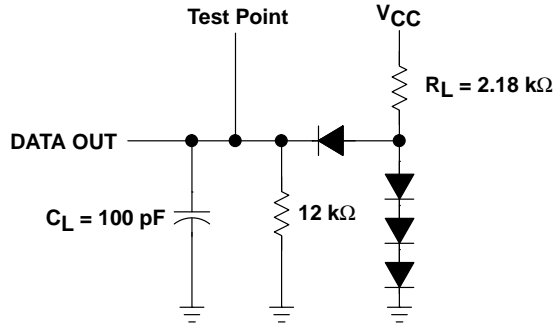 Test Point
VCC
RL = 2.18 kΩ
DATA OUT
CL = 100 pF
12 kΩ